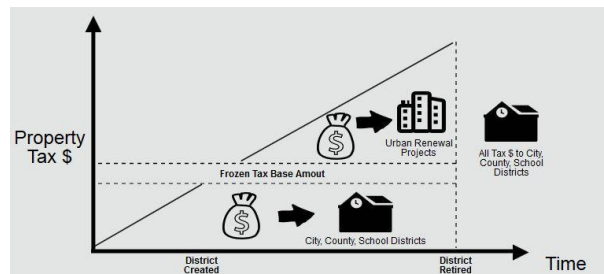 Property
Tax $
Urban Renewal
Projects
All Tax $ to City,
County, School
Districts
Frozen Tax Base Amout
$
$
City, County, School Districts
District
Created
District
Retired
Time